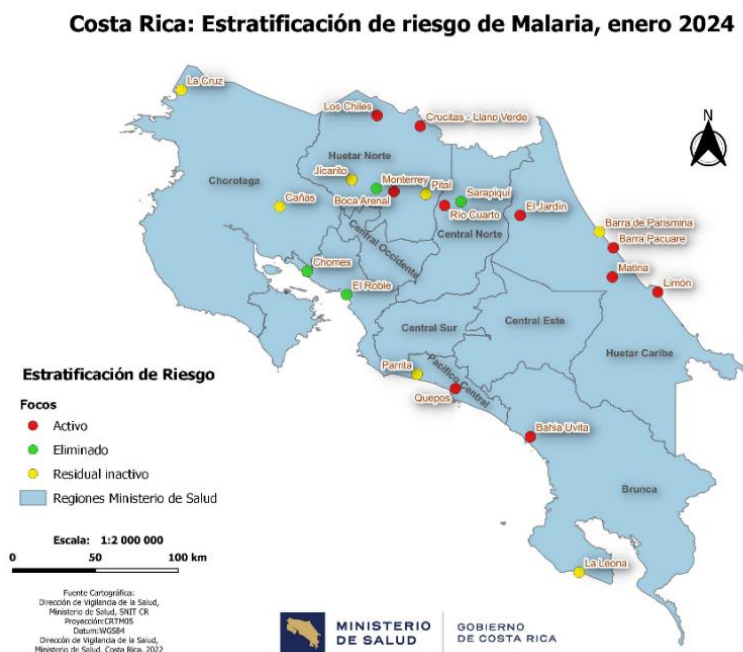 Costa Rica: Estratificación de riesgo de Malaria, enero 2024
La Cruz
Los Chiles
Crucitas - Llano Verde
N
Huetar Norte
Jicarito
Monterrey
Pital
Sarapiquí
Chorotega
Boca Arenal
Cañas
Río Cuarto
El Jardín
Central Norte
Barra de Parismina
Barra Pacuare
Central Occidente
Chomes
Matina
Limón
El Roble
Central Sur
Central Este
Huetar Caribe
Parrita
Pacífico Central
Quepos
Bahía Uvita
Brunca
La Leona
Estratificación de Riesgo
Focos
Activo
Eliminado
Residual inactivo
Regiones Ministerio de Salud
Escala: 1:2 000 000
0 50 100 km
Fuente Cartográfica:
Dirección de Vigilancia de la Salud,
Ministerio de Salud, SNIT CR
Proyección:CRTM05
Datum:WGS84
Dirección de Vigilancia de la Salud,
Ministerio de Salud, Costa Rica, 2022
MINISTERIO
DE SALUD
GOBIERNO
DE COSTA RICA